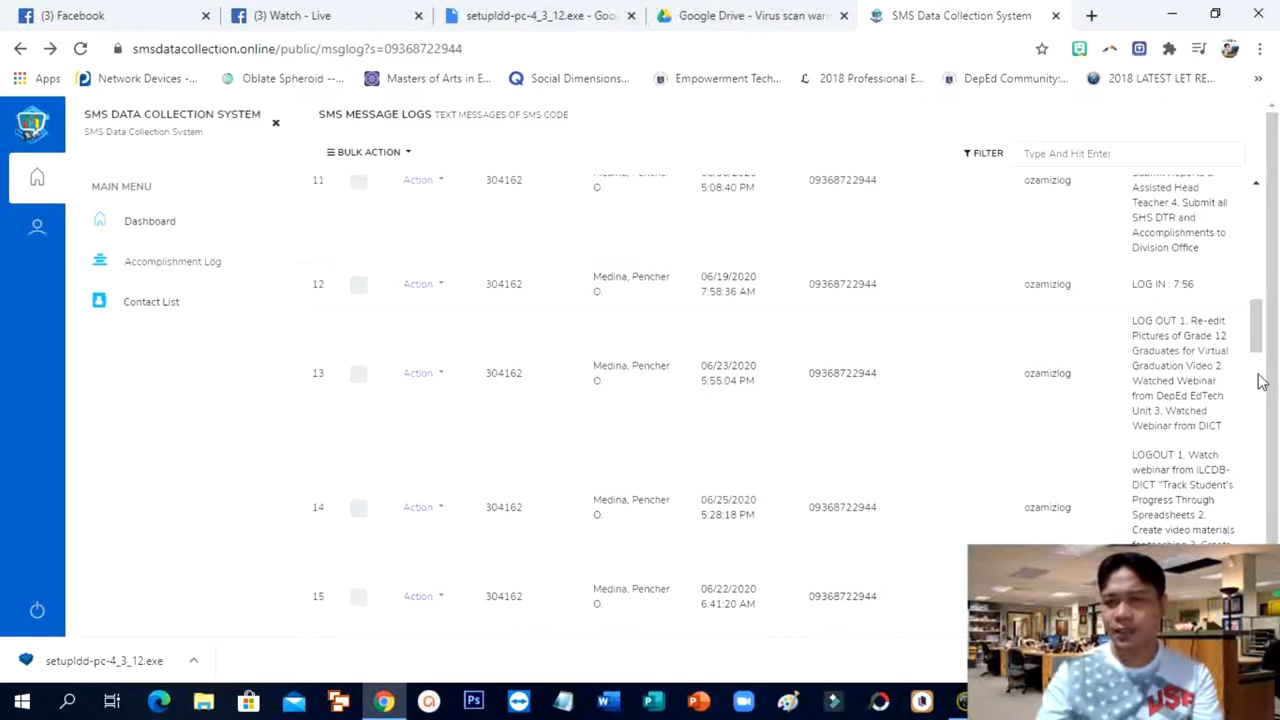 (3) Facebook
(3) Watch - Live
setupldd-pc-4_3_12.exe - Goo
Google Drive - Virus scan war
SMS Data Collection System
smsdatacollection.online/public/msglog?s=09368722944
Apps
Network Devices -...
Oblate Spheroid --...
Masters of Arts in E...
Social Dimensions...
Empowerment Tech...
2018 Professional E...
DepEd Community:...
2018 LATEST LET RE...
»
SMS DATA COLLECTION SYSTEM
SMS Data Collection System
SMS MESSAGE LOGS TEXT MESSAGES OF SMS CODE
BULK ACTION
FILTER
Type And Hit Enter
MAIN MENU
Dashboard
Accomplishment Log
Contact List
11
Action
304162
5:08:40 PM
09368722944
ozamizlog
Assisted Head
Teacher 4. Submit all
SHS DTR and
Accomplishments to
Division Office
12
Action
304162
Medina, Pencher
O.
06/19/2020
7:58:36 AM
09368722944
ozamizlog
LOG IN : 7:56
13
Action
304162
Medina, Pencher
O.
06/23/2020
5:55:04 PM
09368722944
ozamizlog
LOG OUT 1. Re-edit
Pictures of Grade 12
Graduates for Virtual
Graduation Video 2.
Watched Webinar
from DepEd EdTech
Unit 3. Watched
Webinar from DICT
14
Action
304162
Medina, Pencher
O.
06/25/2020
5:28:18 PM
09368722944
ozamizlog
LOGOUT 1. Watch
webinar from ILCDB-
DICT "Track Student's
Progress Through
Spreadsheets 2.
Create video materials
15
Action
304162
Medina, Pencher
O.
06/22/2020
6:41:20 AM
09368722944
setupldd-pc-4_3_12.exe